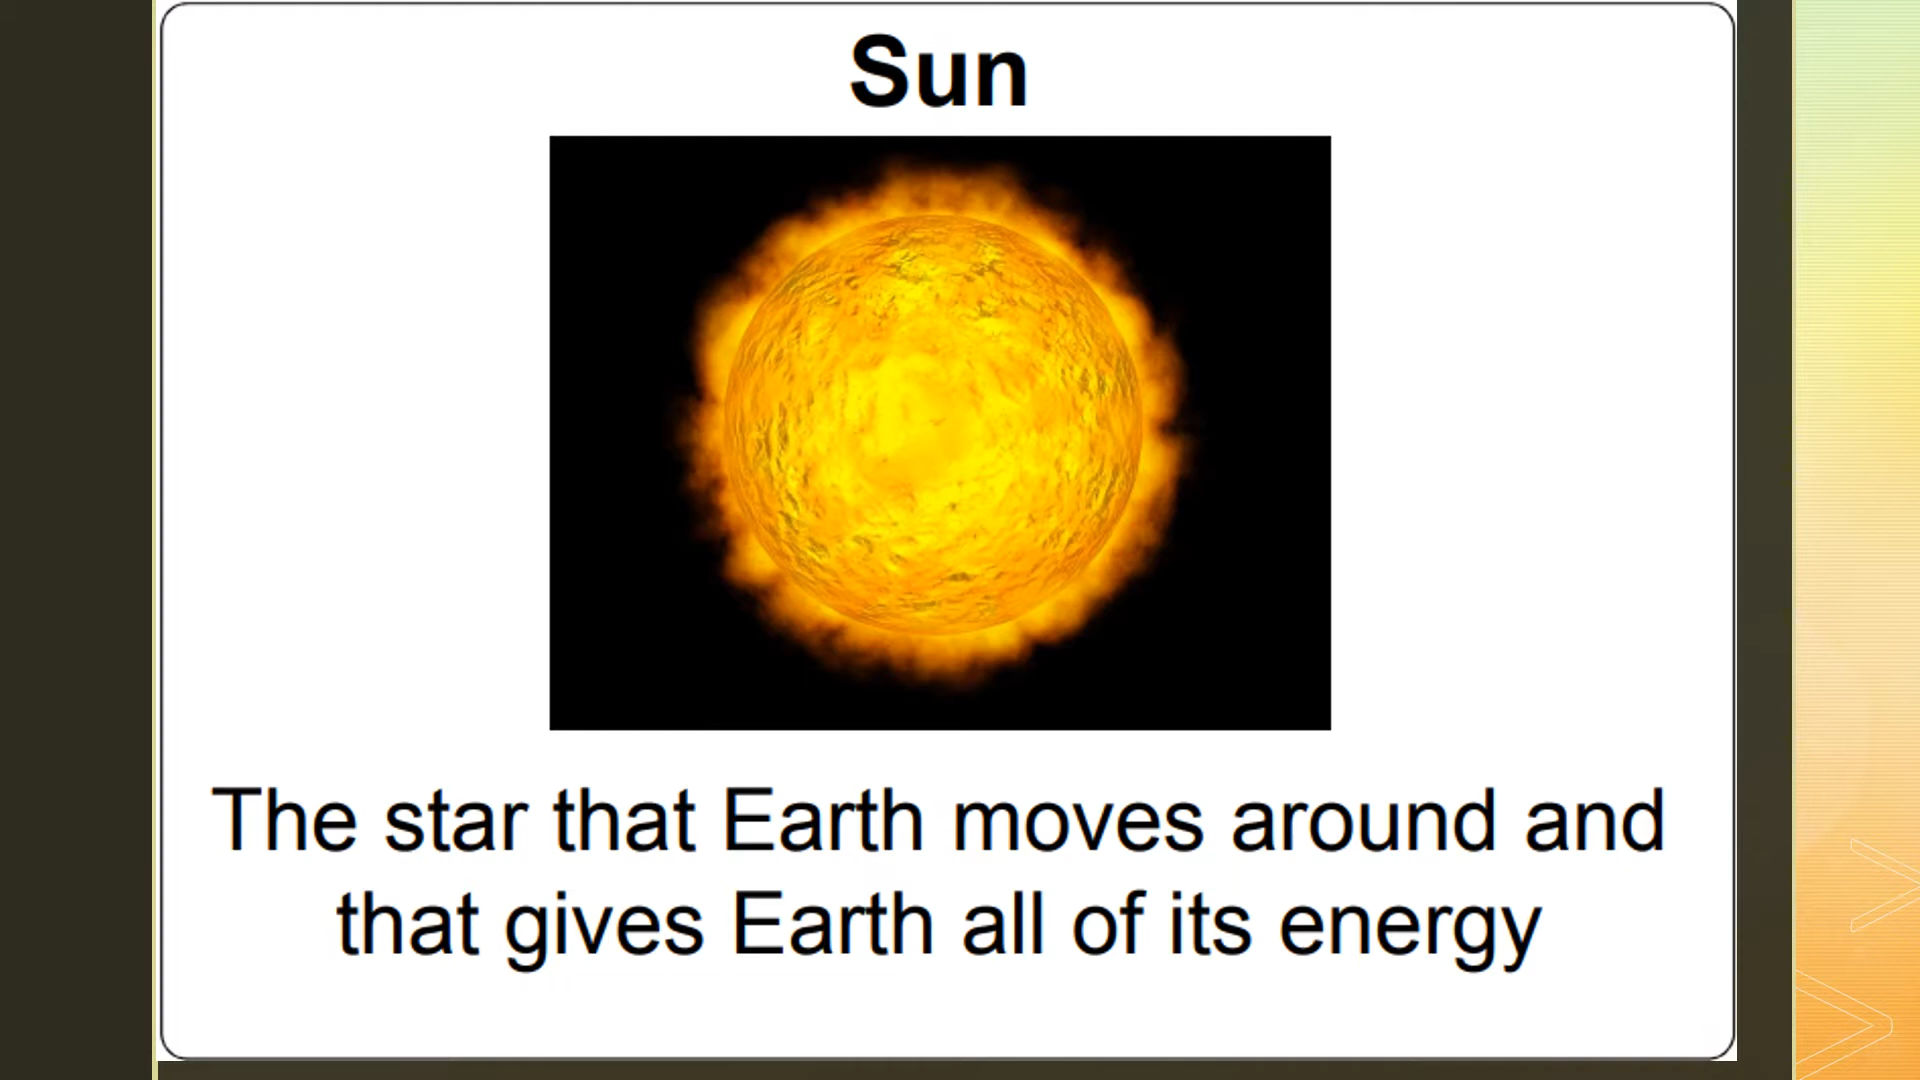 Sun
The star that Earth moves around and
that gives Earth all of its energy